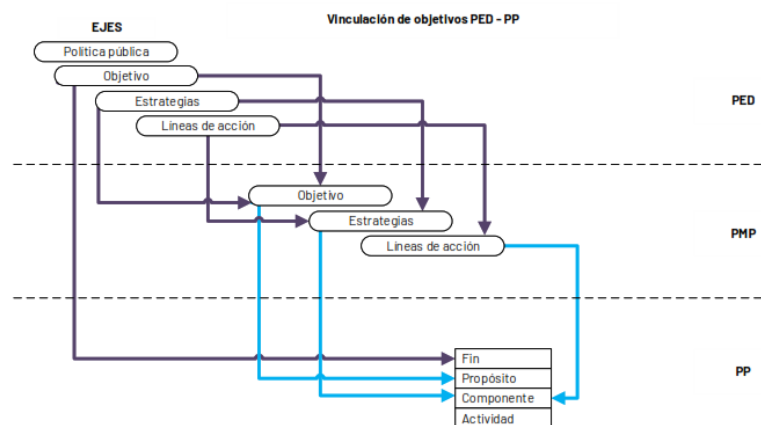 Vinculación de objetivos PED - PP
EJES
Política pública
Objetivo
Estrategias
Líneas de acción
PED
Objetivo
Estrategias
Líneas de acción
PMP
Fin
Propósito
Componente
Actividad
PP